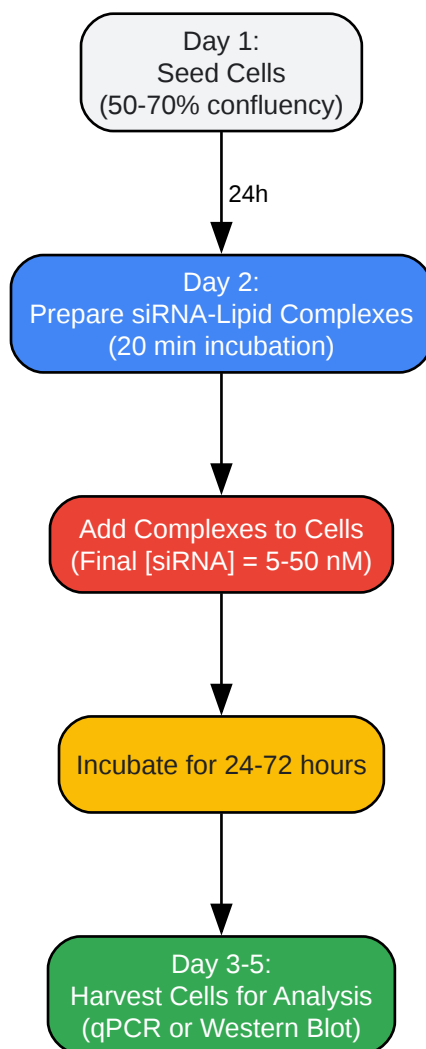 Day 1:
Seed Cells
(50-70% confluency)
24h
Day 2:
Prepare siRNA-Lipid Complexes
(20 min incubation)
Add Complexes to Cells
(Final [siRNA] = 5-50 nM)
Incubate for 24-72 hours
Day 3-5:
Harvest Cells for Analysis
(qPCR or Western Blot)